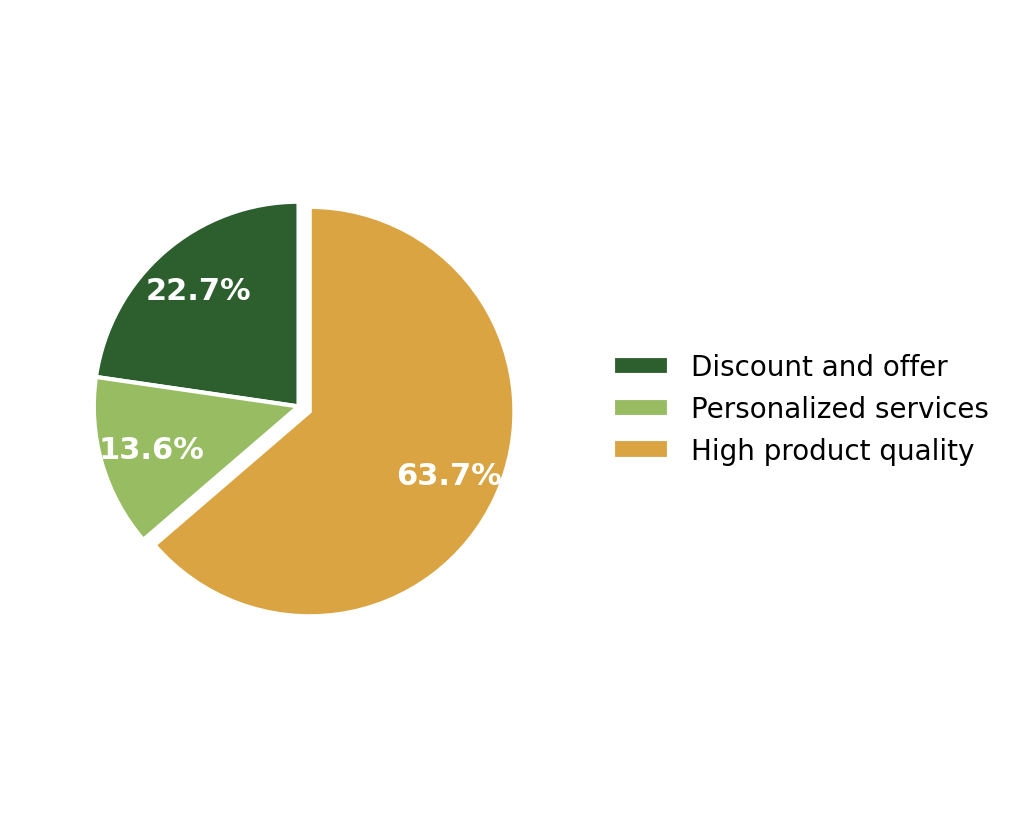 22.7%
13.6%
63.7%
Discount and offer
Personalized services
High product quality